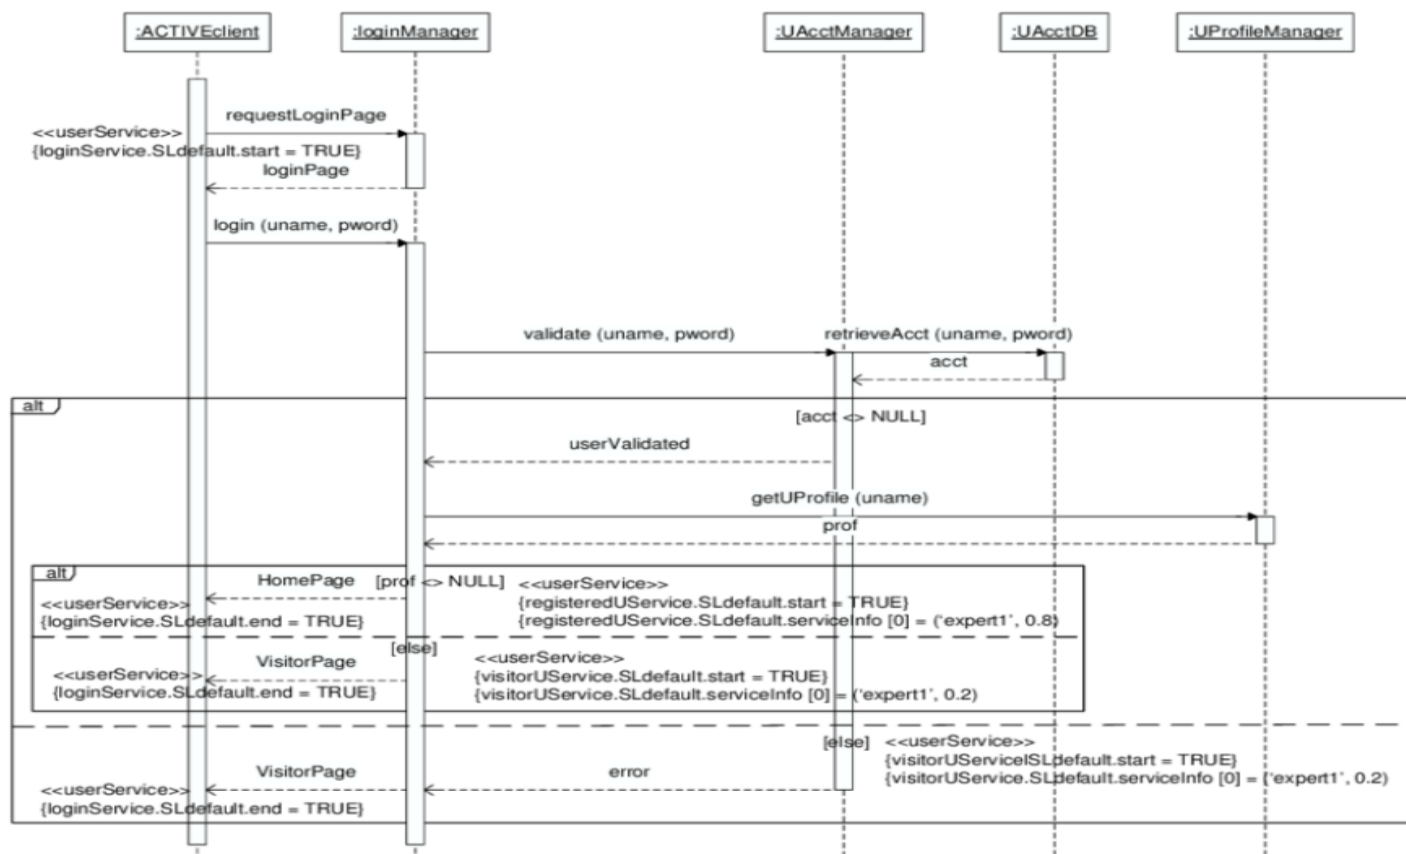 :ACTIVEclient
:loginManager
:UAcctManager
:UAcctDB
:UProfileManager
requestLoginPage
<<userService>>
{loginService.SLdefault.start = TRUE}
loginPage
login (uname, pword)
validate (uname, pword)
retrieveAcct (uname, pword)
acct
alt
[acct <> NULL]
userValidated
getUProfile (uname)
prof
alt
HomePage
[prof <> NULL]
<<userService>>
{registeredUService.SLdefault.start = TRUE}
{registeredUService.SLdefault.serviceInfo [0] = ('expert1', 0.8)
<<userService>>
{loginService.SLdefault.end = TRUE}
[else]
VisitorPage
<<userService>>
{visitorUService.SLdefault.start = TRUE}
{visitorUService.SLdefault.serviceInfo [0] = ('expert1', 0.2)
<<userService>>
{loginService.SLdefault.end = TRUE}
[else]
<<userService>>
{visitorUServiceISLdefault.start = TRUE}
{visitorUService.SLdefault.serviceInfo [0] = ('expert1', 0.2)
VisitorPage
error
<<userService>>
{loginService.SLdefault.end = TRUE}